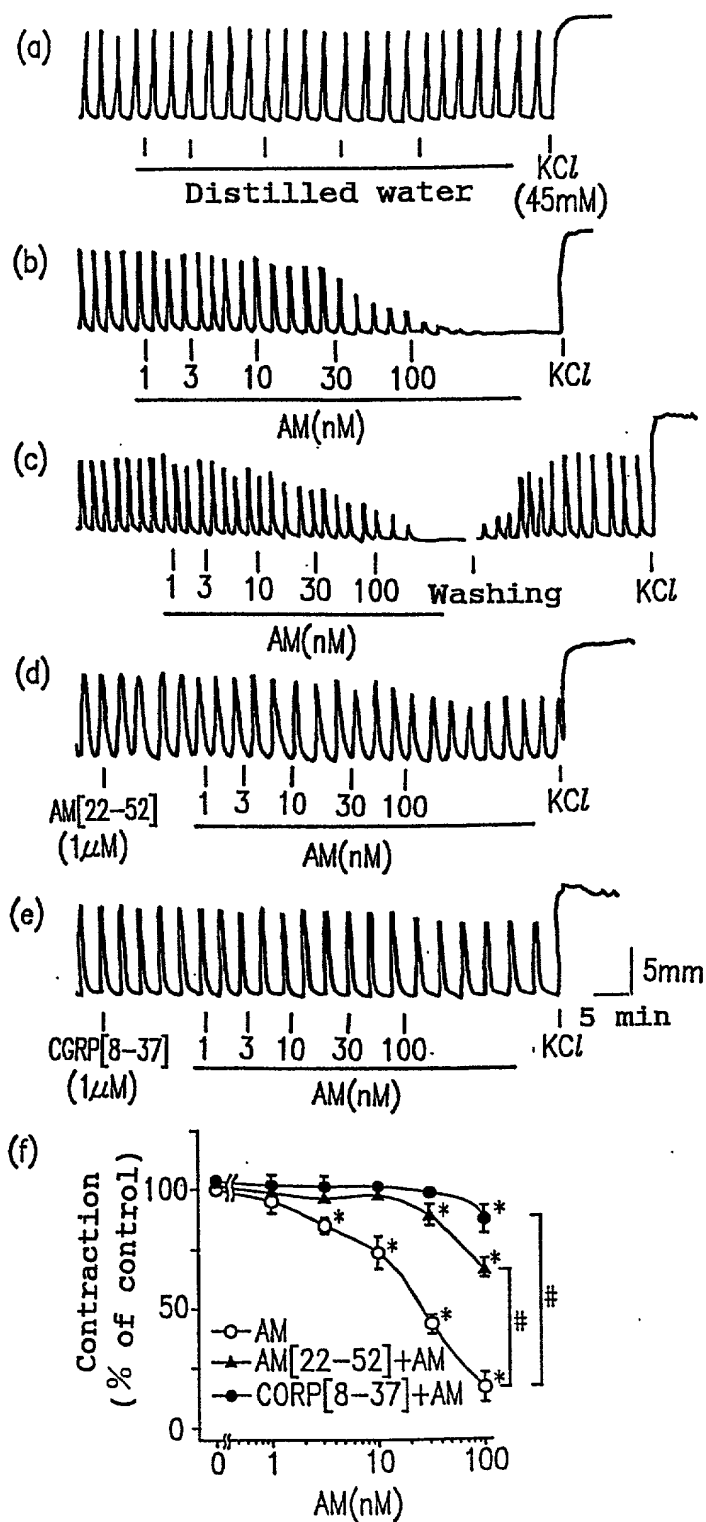 (a)
Distilled water
KCl
(45mM)
(b)
1 3 10 30 100
KCl
AM(nM)
(c)
1 3 10 30 100 Washing KCl
AM(nM)
(d)
AM[22-52]
(1μM)
1 3 10 30 100
KCl
AM(nM)
(e)
5mm
5 min
CGRP[8-37]
(1μM)
1 3 10 30 100
KCl
AM(nM)
(f)
Contraction
(% of control)
100
50
0
* * * * * * * *
# #
AM
AM[22-52]+AM
CORP[8-37]+AM
0 1 10 100
AM(nM)